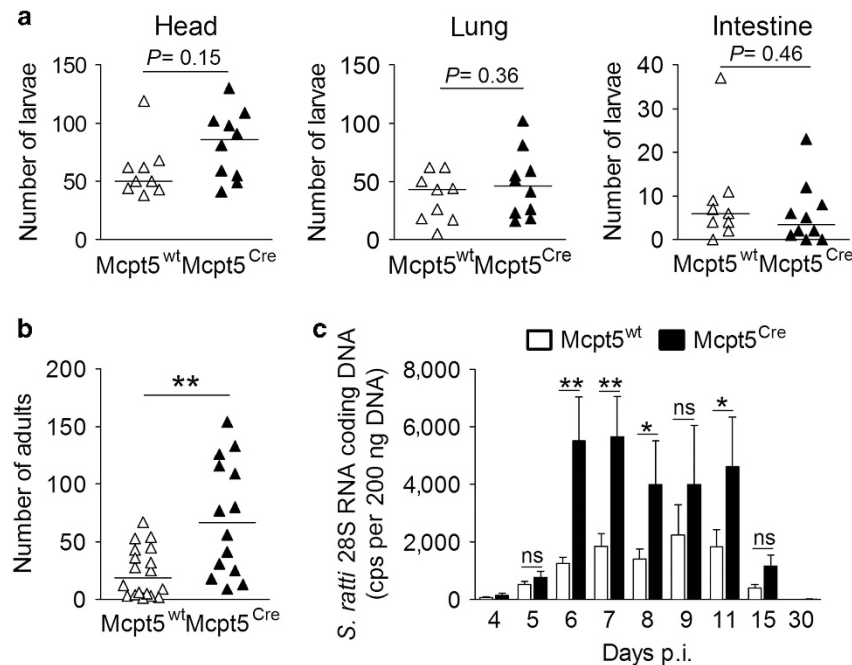 a
Head
Lung
Intestine
P= 0.15
P= 0.36
P= 0.46
Number of larvae
150
100
50
0
Mcpt5wt Mcpt5Cre
Number of larvae
150
100
50
0
Mcpt5wt Mcpt5Cre
Number of larvae
40
30
20
10
0
Mcpt5wt Mcpt5Cre
b
Number of adults
200
150
100
50
0
**
Mcpt5wt Mcpt5Cre
c
Mcpt5wt Mcpt5Cre
S. ratti 28S RNA coding DNA
(cps per 200 ng DNA)
8,000
6,000
4,000
2,000
0
ns ** ** * ns * ns
4 5 6 7 8 9 11 15 30
Days p.i.